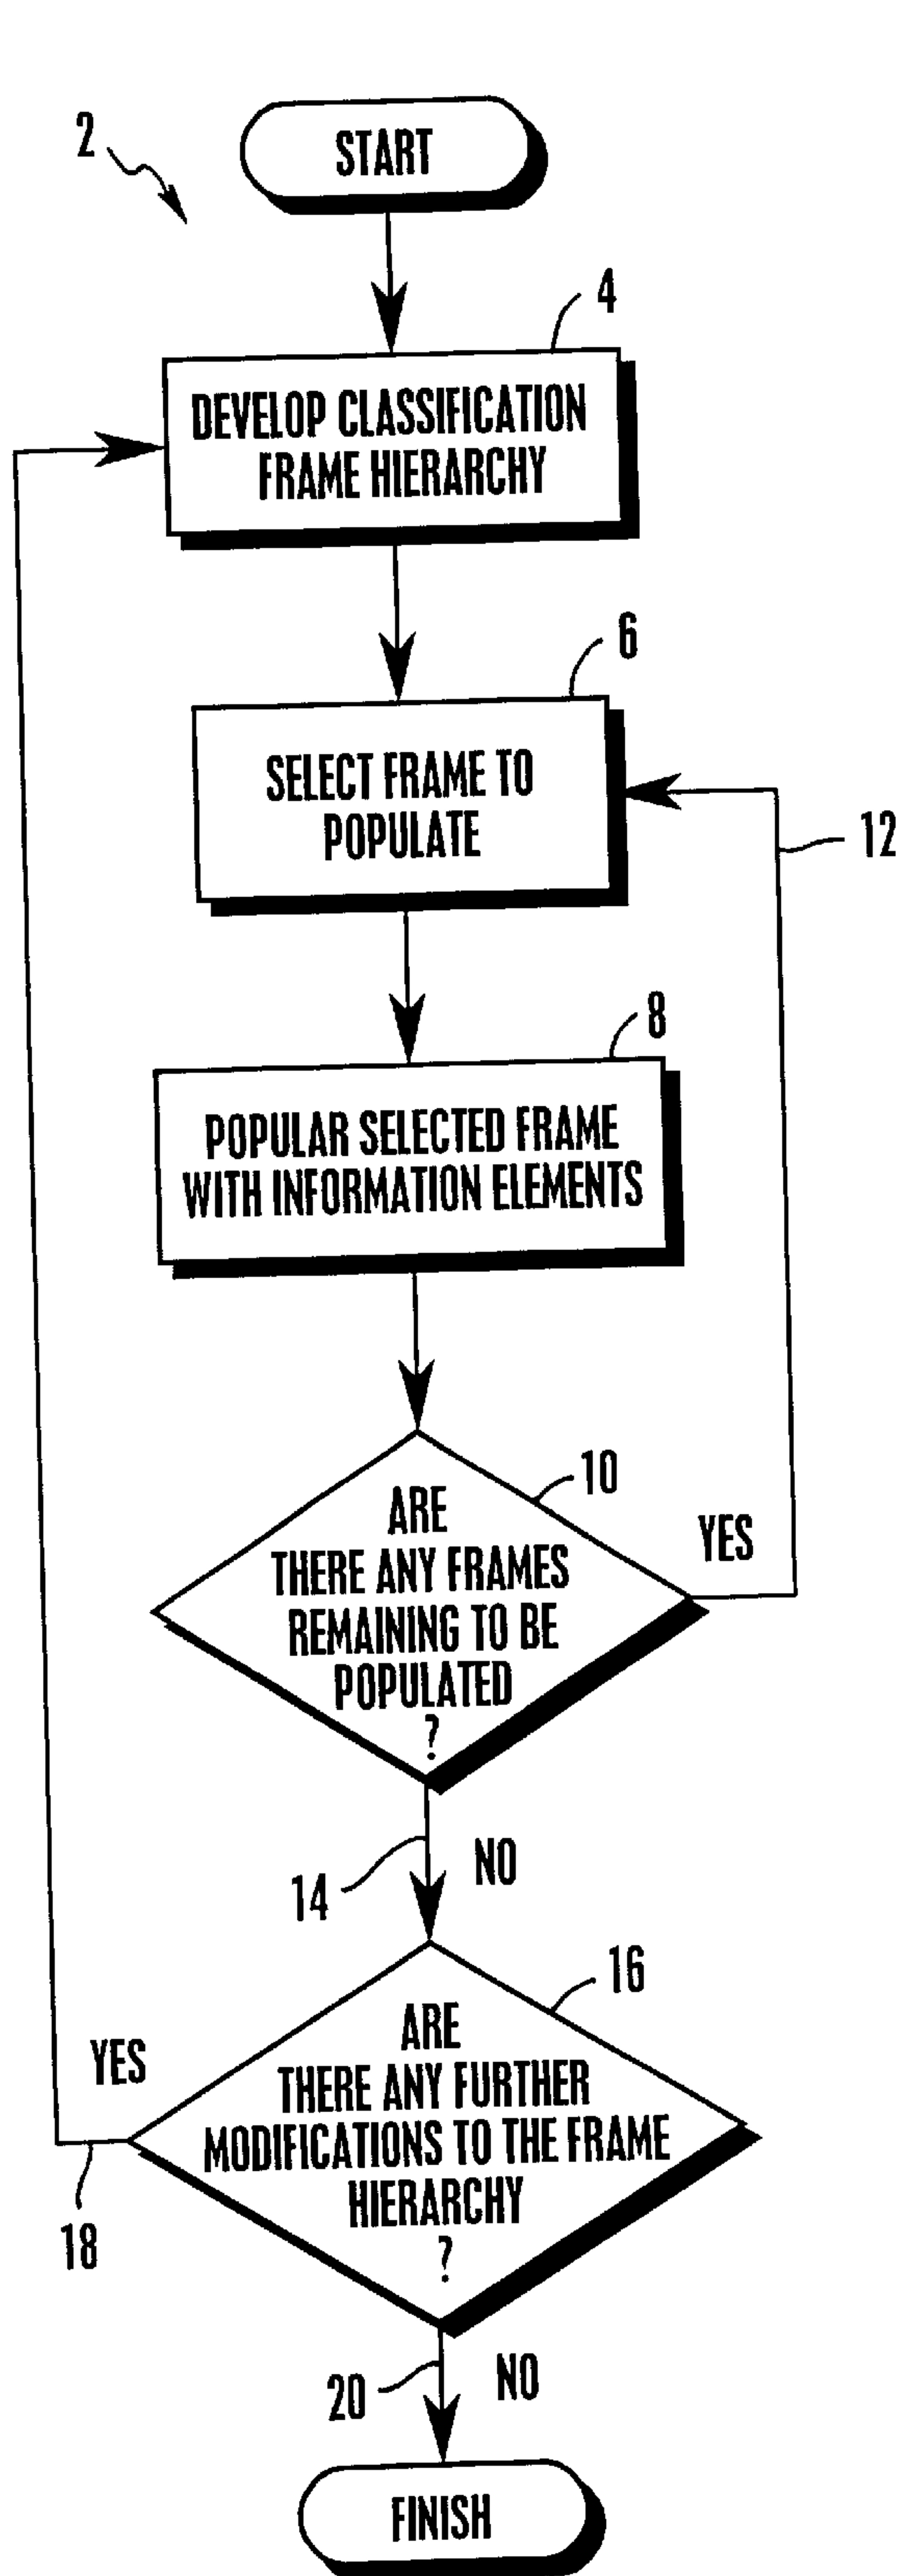 2
START
4
DEVELOP CLASSIFICATION
FRAME HIERARCHY
6
SELECT FRAME TO
POPULATE
12
8
POPULAR SELECTED FRAME
WITH INFORMATION ELEMENTS
10
ARE
THERE ANY FRAMES
REMAINING TO BE
POPULATED
?
YES
14
NO
16
ARE
THERE ANY FURTHER
MODIFICATIONS TO THE FRAME
HIERARCHY
?
YES
18
20
NO
FINISH